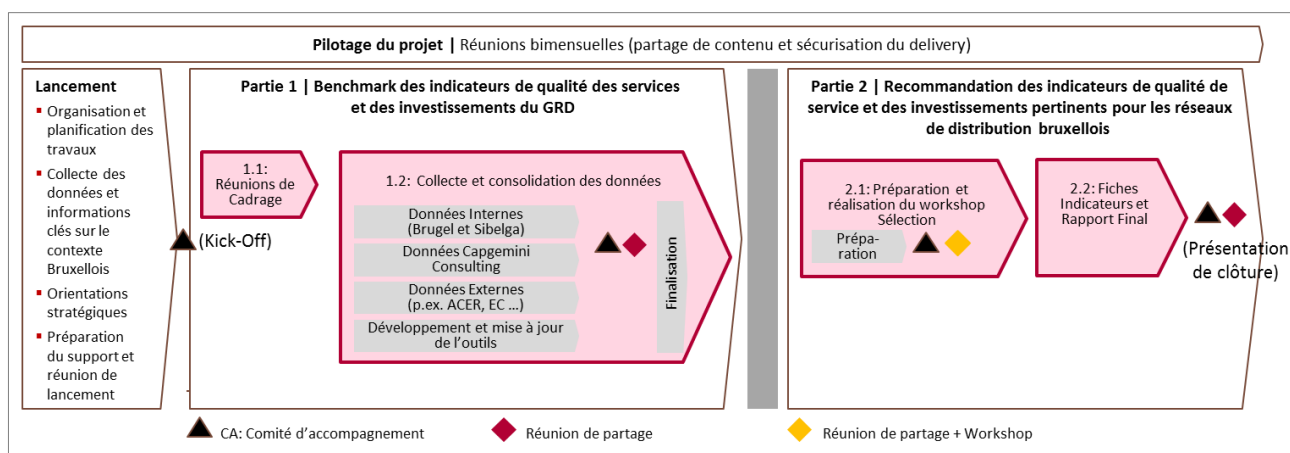 Pilotage du projet | Réunions bimensuelles (partage de contenu et sécurisation du delivery)
Lancement
▪ Organisation et
planification des
travaux
▪ Collecte des
données et
informations
clés sur le
contexte
Bruxellois
▪ Orientations
stratégiques
▪ Préparation
du support et
réunion de
lancement
(Kick-Off)
Partie 1 | Benchmark des indicateurs de qualité des services
et des investissements du GRD
1.1:
Réunions de
Cadrage
1.2: Collecte et consolidation des données
Données Internes
(Brugel et Sibelga)
Données Capgemini
Consulting
Données Externes
(p.ex. ACER, EC ...)
Développement et mise à jour
de l'outils
Finalisation
Partie 2 | Recommandation des indicateurs de qualité de
service et des investissements pertinents pour les réseaux
de distribution bruxellois
2.1: Préparation et
réalisation du workshop
Sélection
Prépa-
ration
2.2: Fiches
Indicateurs et
Rapport Final
(Présentation
de clôture)
CA: Comité d'accompagnement
Réunion de partage
Réunion de partage + Workshop